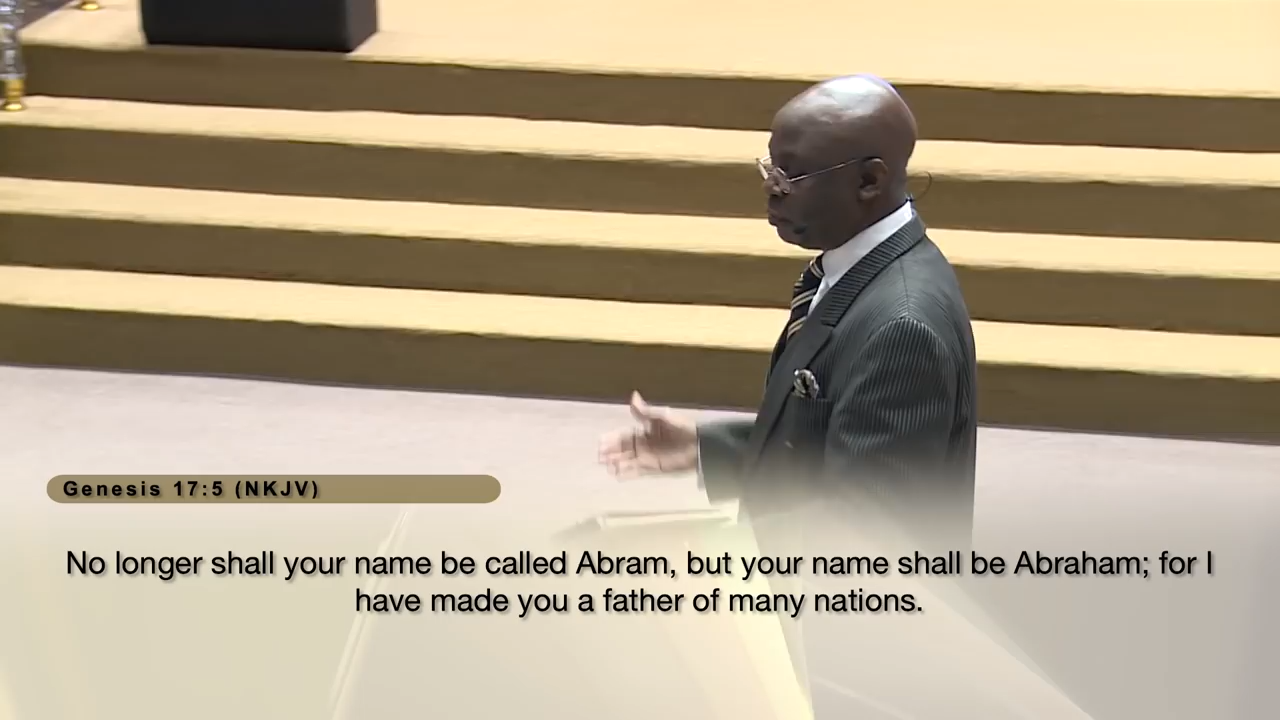 Genesis 17:5 (NKJV)
No longer shall your name be called Abram, but your name shall be Abraham; for I
have made you a father of many nations.